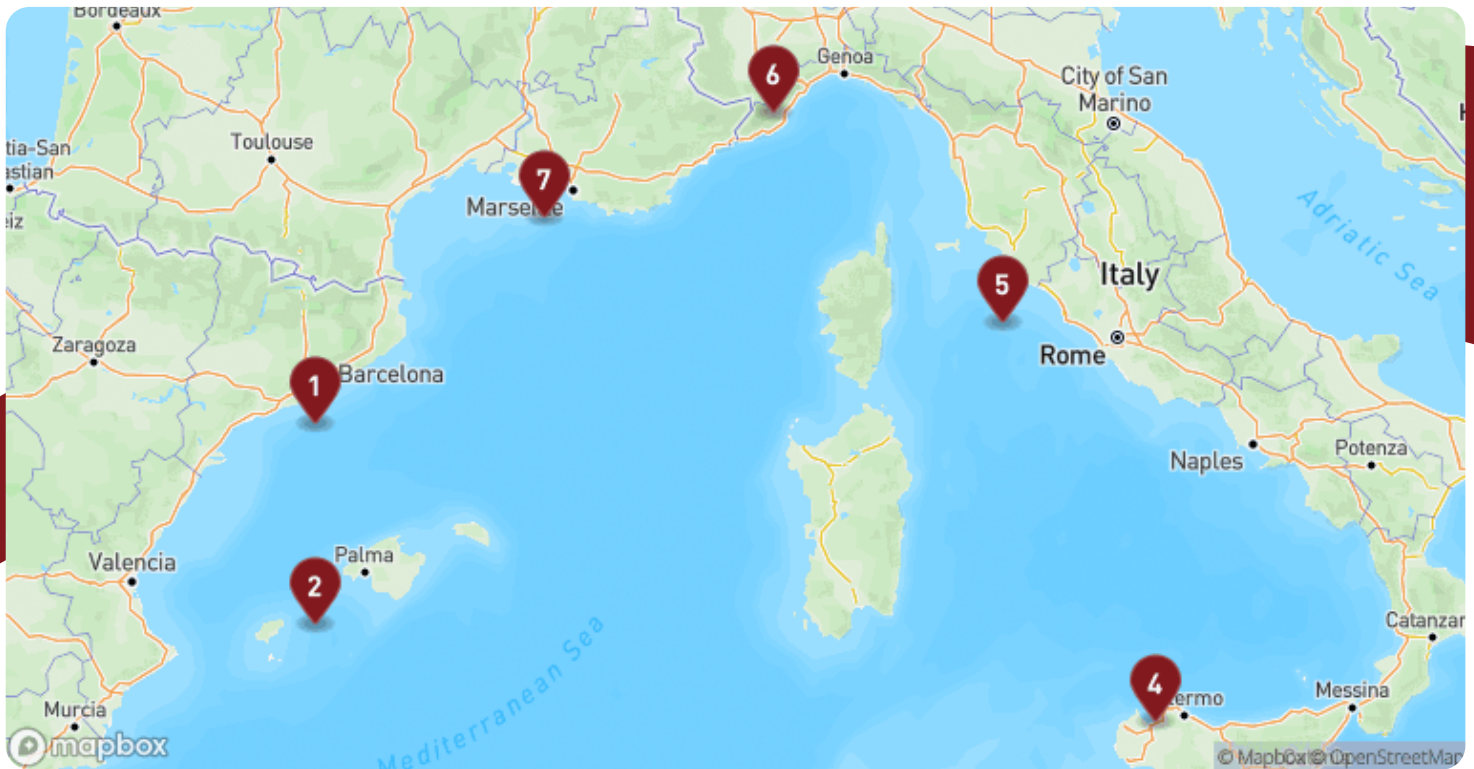 Bordeaux
6
Genoa
City of San
Marino
Toulouse
tia-San
astian
7
Marseille
eiz
Adriatic Sea
5
Italy
Zaragoza
Rome
1
Barcelona
Naples
Potenza
Valencia
Palma
2
Mediterranean Sea
Catanzar
4
lermo
Messina
Murcia
mapbox
© Mapbox © OpenStreetMap